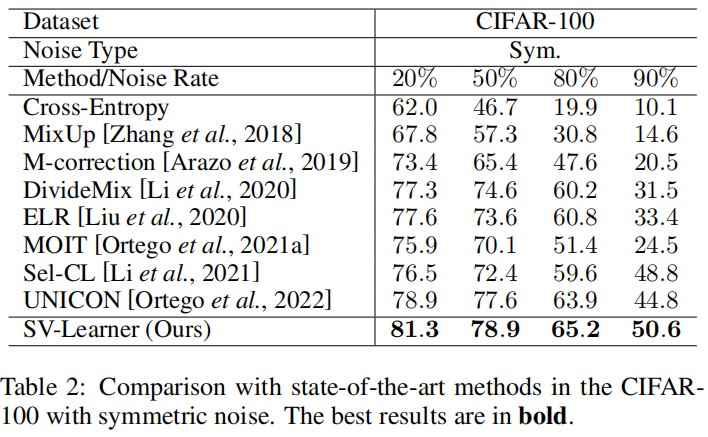 Dataset CIFAR-100
Noise Type Sym.
Method/Noise Rate 20% 50% 80% 90%
Cross-Entropy 62.0 46.7 19.9 10.1
MixUp [Zhang et al., 2018] 67.8 57.3 30.8 14.6
M-correction [Arazo et al., 2019] 73.4 65.4 47.6 20.5
DivideMix [Li et al., 2020] 77.3 74.6 60.2 31.5
ELR [Liu et al., 2020] 77.6 73.6 60.8 33.4
MOIT [Ortego et al., 2021a] 75.9 70.1 51.4 24.5
Sel-CL [Li et al., 2021] 76.5 72.4 59.6 48.8
UNICON [Ortego et al., 2022] 78.9 77.6 63.9 44.8
SV-Learner (Ours) 81.3 78.9 65.2 50.6
Table 2: Comparison with state-of-the-art methods in the CIFAR-
100 with symmetric noise. The best results are in bold.